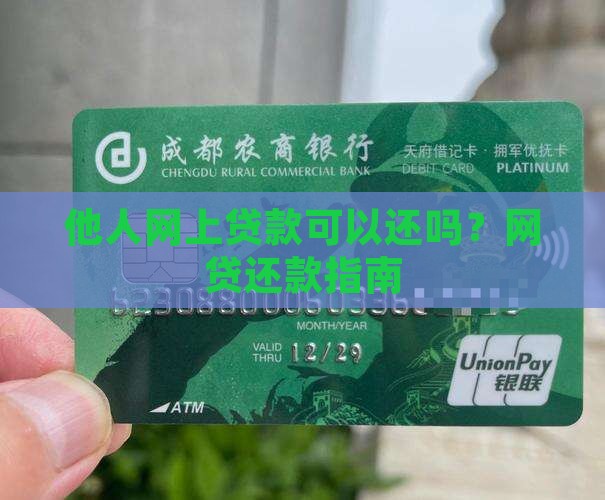 成都农商银行
CHENGDU RURAL COMMERCIAL BANK
天府借记卡·拥军优抚卡
DEBIT CARD PLATINUM
他人网上贷款可以还吗？网
贷还款指南
MONTH/YEAR
VALID THRU 12/29
UnionPay
银联
ATM